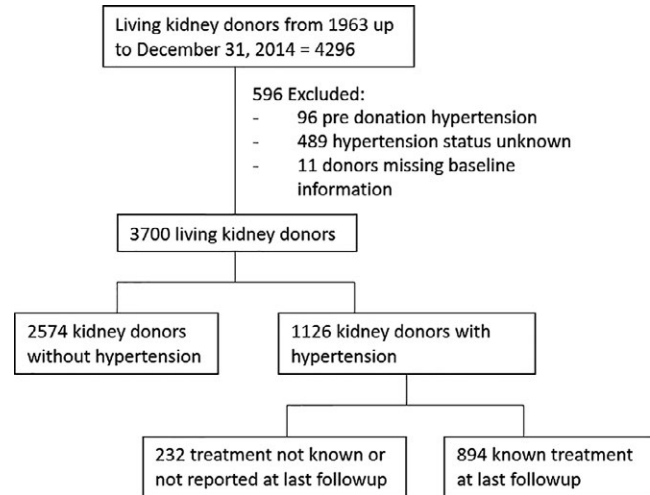 Living kidney donors from 1963 up
to December 31, 2014 = 4296
596 Excluded:
- 96 pre donation hypertension
- 489 hypertension status unknown
- 11 donors missing baseline
information
3700 living kidney donors
2574 kidney donors
without hypertension
1126 kidney donors with
hypertension
232 treatment not known or
not reported at last followup
894 known treatment
at last followup